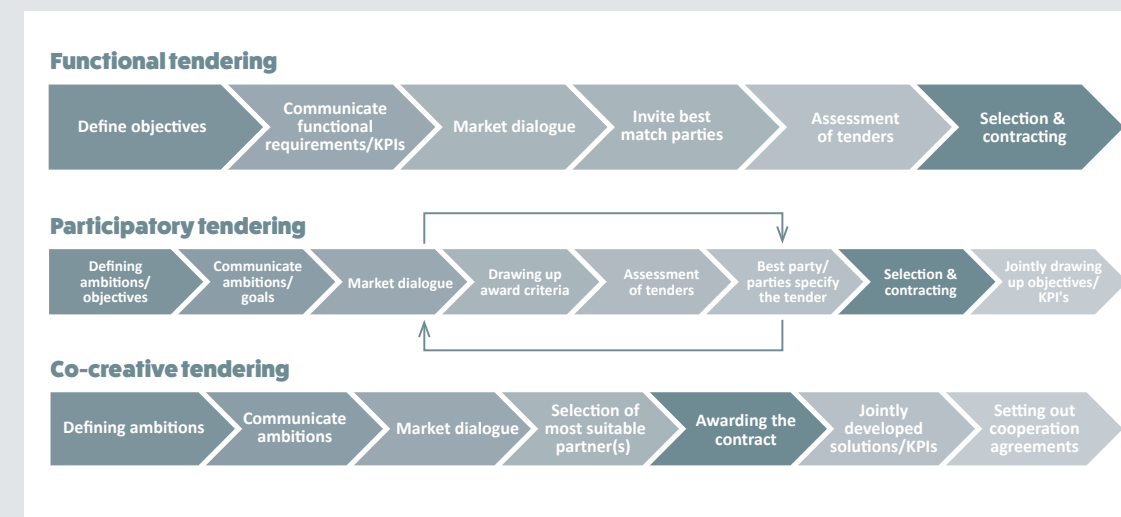 Functional tendering
Define objectives
Communicate
functional
requirements/KPIs
Market dialogue
Invite best
match parties
Assessment
of tenders
Selection &
contracting
Participatory tendering
Defining
ambitions/
objectives
Communicate
ambitions/
goals
Market dialogue
Drawing up
award criteria
Assessment
of tenders
Best party/
parties specify
the tender
Selection &
contracting
Jointly drawing
up objectives/
KPI's
Co-creative tendering
Defining ambitions
Communicate
ambitions
Market dialogue
Selection of
most suitable
partner(s)
Awarding the
contract
Jointly
developed
solutions/KPIs
Setting out
cooperation
agreements